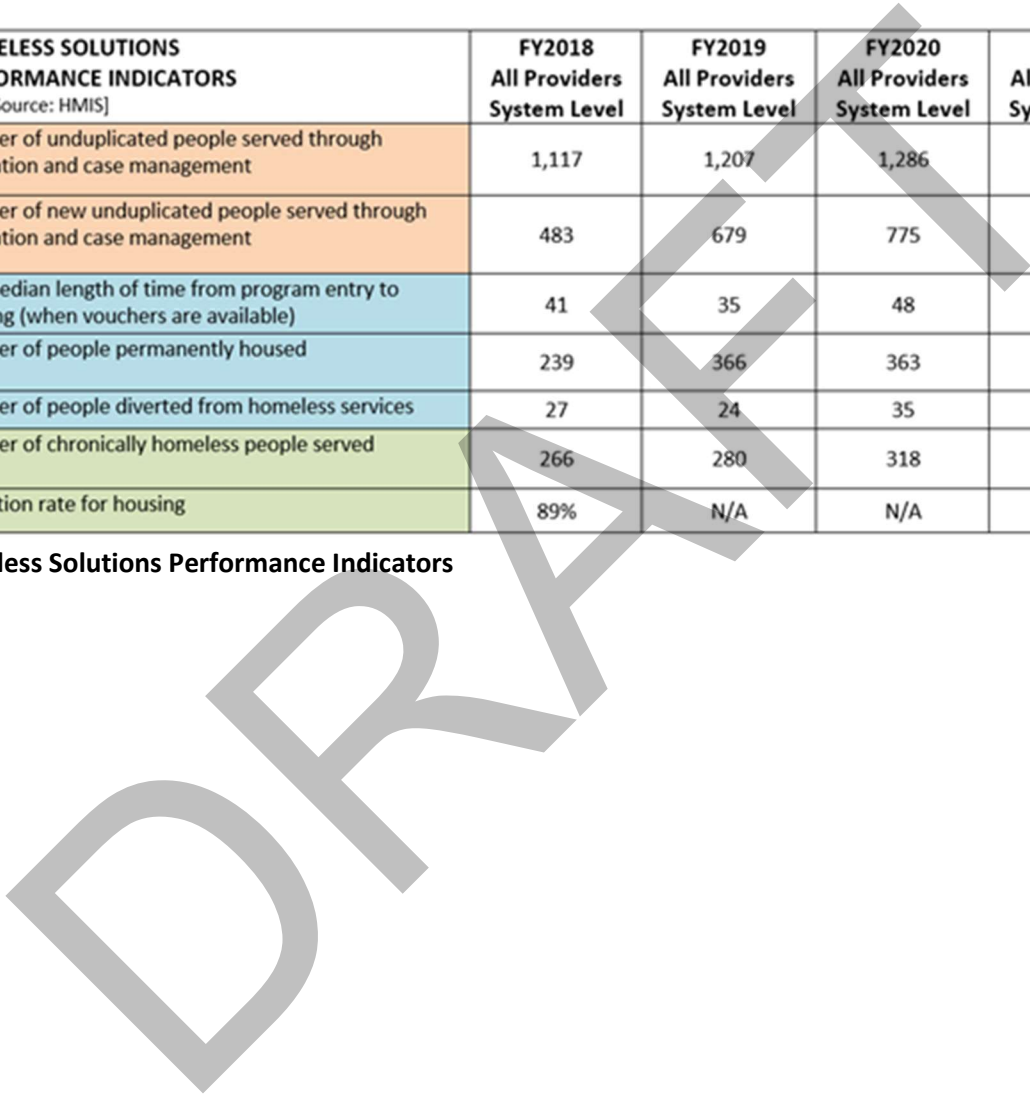 ELESS SOLUTIONS
ORMANCE INDICATORS
ource: HMIS]
FY2018
All Providers
System Level
FY2019
All Providers
System Level
FY2020
All Providers
System Level
Al
Sy
er of unduplicated people served through
tion and case management
1,117
1,207
1,286
er of new unduplicated people served through
tion and case management
483
679
775
edian length of time from program entry to
g (when vouchers are available)
41
35
48
er of people permanently housed
239
366
363
er of people diverted from homeless services
27
24
35
er of chronically homeless people served
266
280
318
tion rate for housing
89%
N/A
N/A
less Solutions Performance Indicators
DRAFT